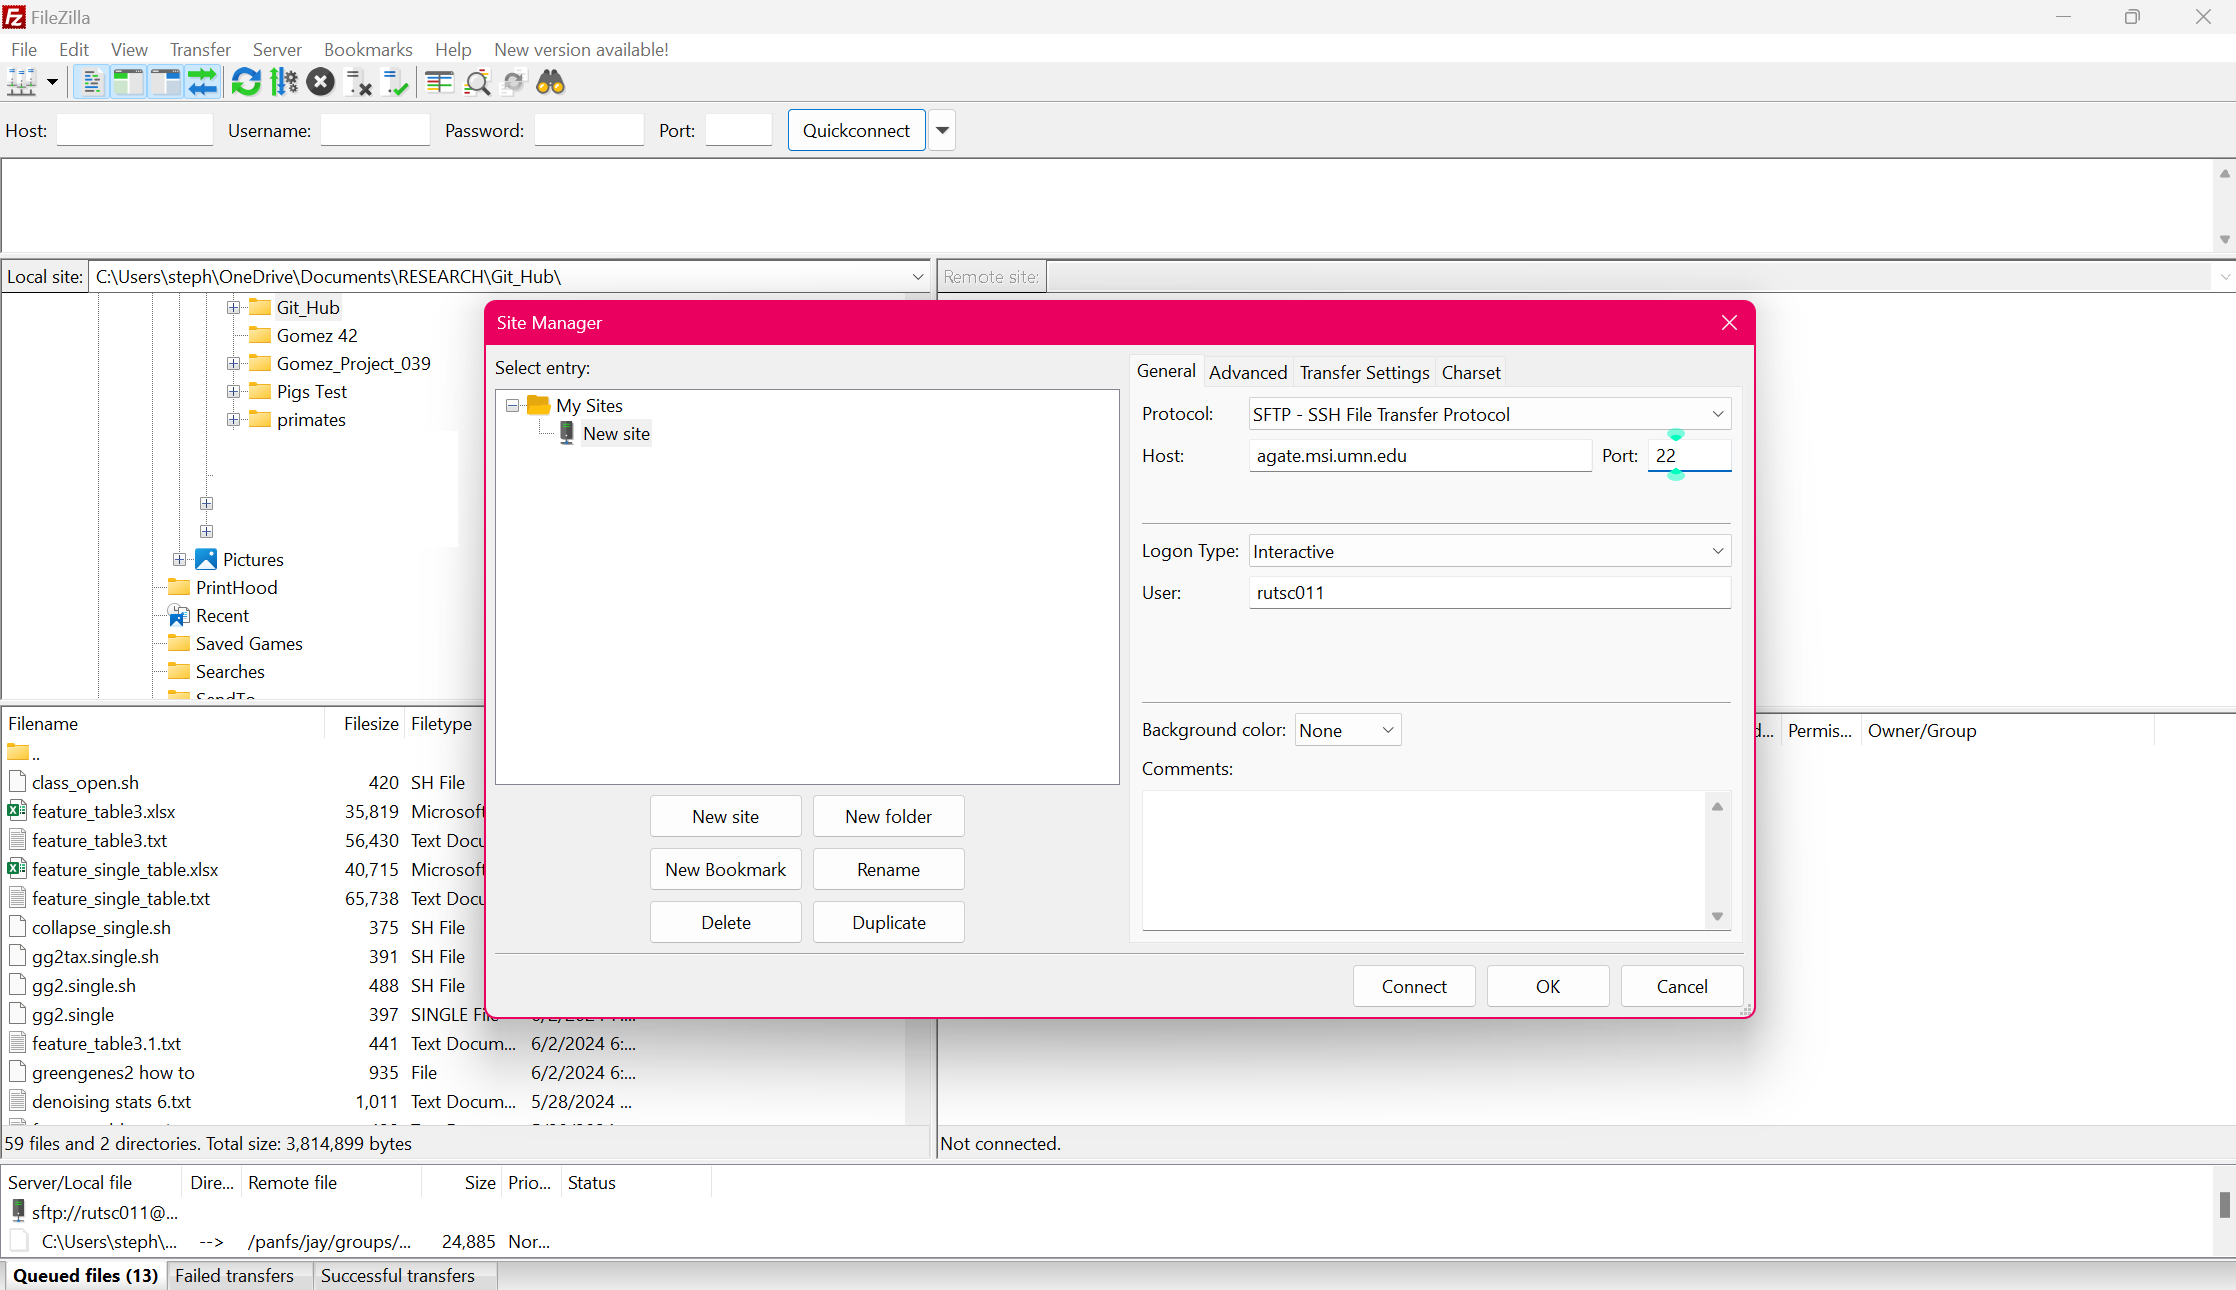 FileZilla
File Edit View Transfer Server Bookmarks Help New version available!
Host: Username: Password: Port: Quickconnect
Local site: C:\Users\steph\OneDrive\Documents\RESEARCH\Git_Hub\
Remote site:
Git_Hub
Gomez 42
Gomez_Project_039
Pigs Test
primates
Pictures
PrintHood
Recent
Saved Games
Searches
SendTo
Site Manager
Select entry:
My Sites
New site
New site New folder
New Bookmark Rename
Delete Duplicate
General Advanced Transfer Settings Charset
Protocol: SFTP - SSH File Transfer Protocol
Host: agate.msi.umn.edu Port: 22
Logon Type: Interactive
User: rutsc011
Background color: None
Comments:
Connect OK Cancel
Filename Filesize Filetype
..
class_open.sh 420 SH File
feature_table3.xlsx 35,819 Microsoft
feature_table3.txt 56,430 Text Docu
feature_single_table.xlsx 40,715 Microsoft
feature_single_table.txt 65,738 Text Docu
collapse_single.sh 375 SH File
gg2tax.single.sh 391 SH File
gg2.single.sh 488 SH File
gg2.single 397 SINGLE File
feature_table3.1.txt 441 Text Docum... 6/2/2024 6:...
greengenes2 how to 935 File 6/2/2024 6:...
denoising stats 6.txt 1,011 Text Docum... 5/28/2024 ...
59 files and 2 directories. Total size: 3,814,899 bytes
d... Permis... Owner/Group
Not connected.
Server/Local file Dire... Remote file Size Prio... Status
sftp://rutsc011@...
C:\Users\steph\... --> /panfs/jay/groups/... 24,885 Nor...
Queued files (13) Failed transfers Successful transfers